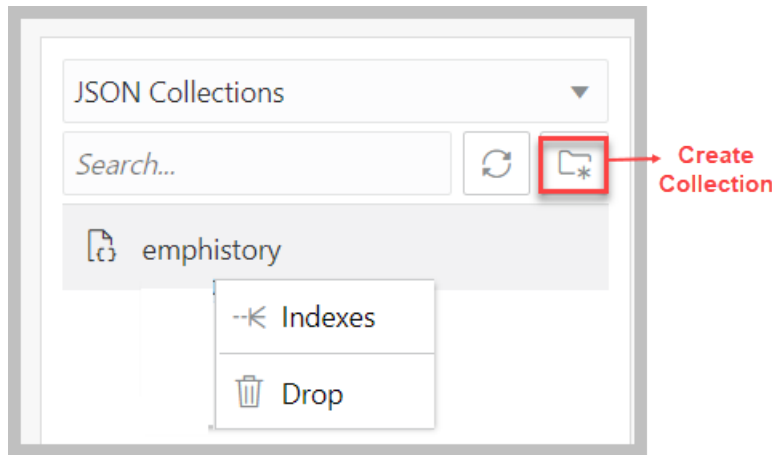 JSON Collections
Search...
Create
Collection
emphistory
Indexes
Drop